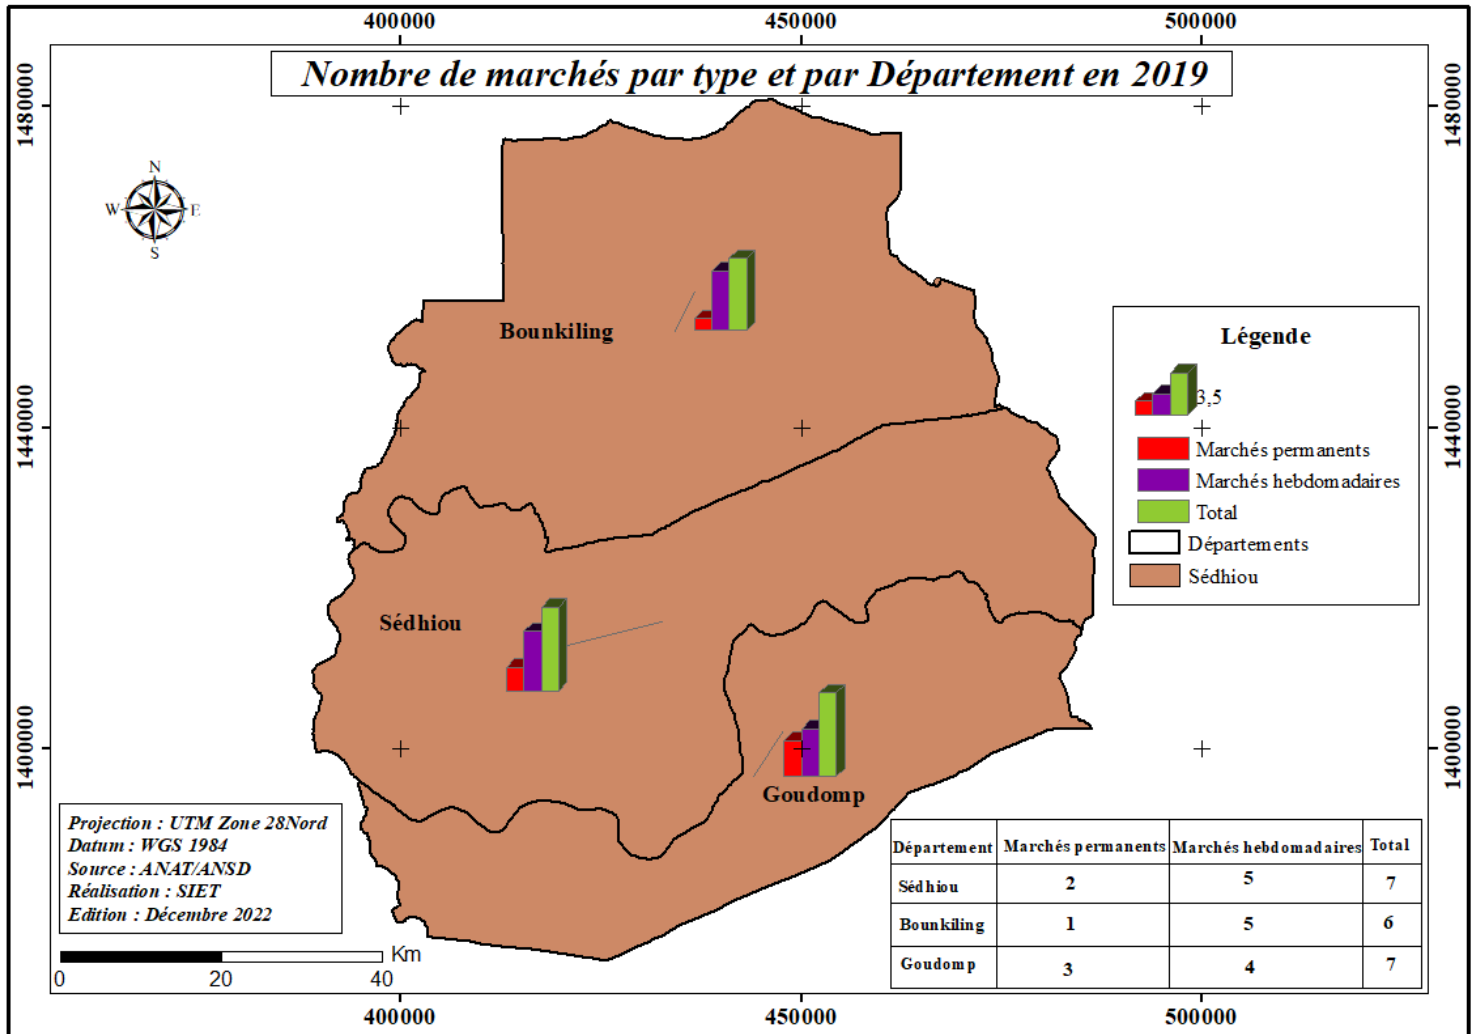 400000 450000 500000
Nombre de marchés par type et par Département en 2019
1480000 1480000
N
W E
S
Bounkiling
Légende
3,5
Marchés permanents
Marchés hebdomadaires
Total
Départements
Sédhiou
1440000 1440000
Sédhiou
Goudomp
1400000 1400000
Projection : UTM Zone 28Nord
Datum : WGS 1984
Source : ANAT/ANSD
Réalisation : SIET
Edition : Décembre 2022
Km
0 20 40
Département Marchés permanents Marchés hebdomadaires Total
Sédhiou 2 5 7
Bounkiling 1 5 6
Goudomp 3 4 7
400000 450000 500000